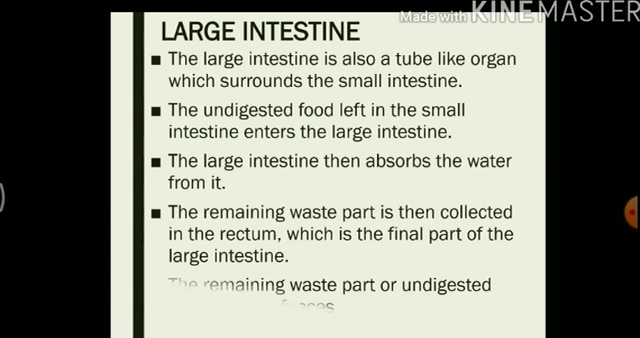 Made with KINEMASTER
LARGE INTESTINE
■ The large intestine is also a tube like organ
which surrounds the small intestine.
■ The undigested food left in the small
intestine enters the large intestine.
■ The large intestine then absorbs the water
from it.
■ The remaining waste part is then collected
in the rectum, which is the final part of the
large intestine.
The remaining waste part or undigested